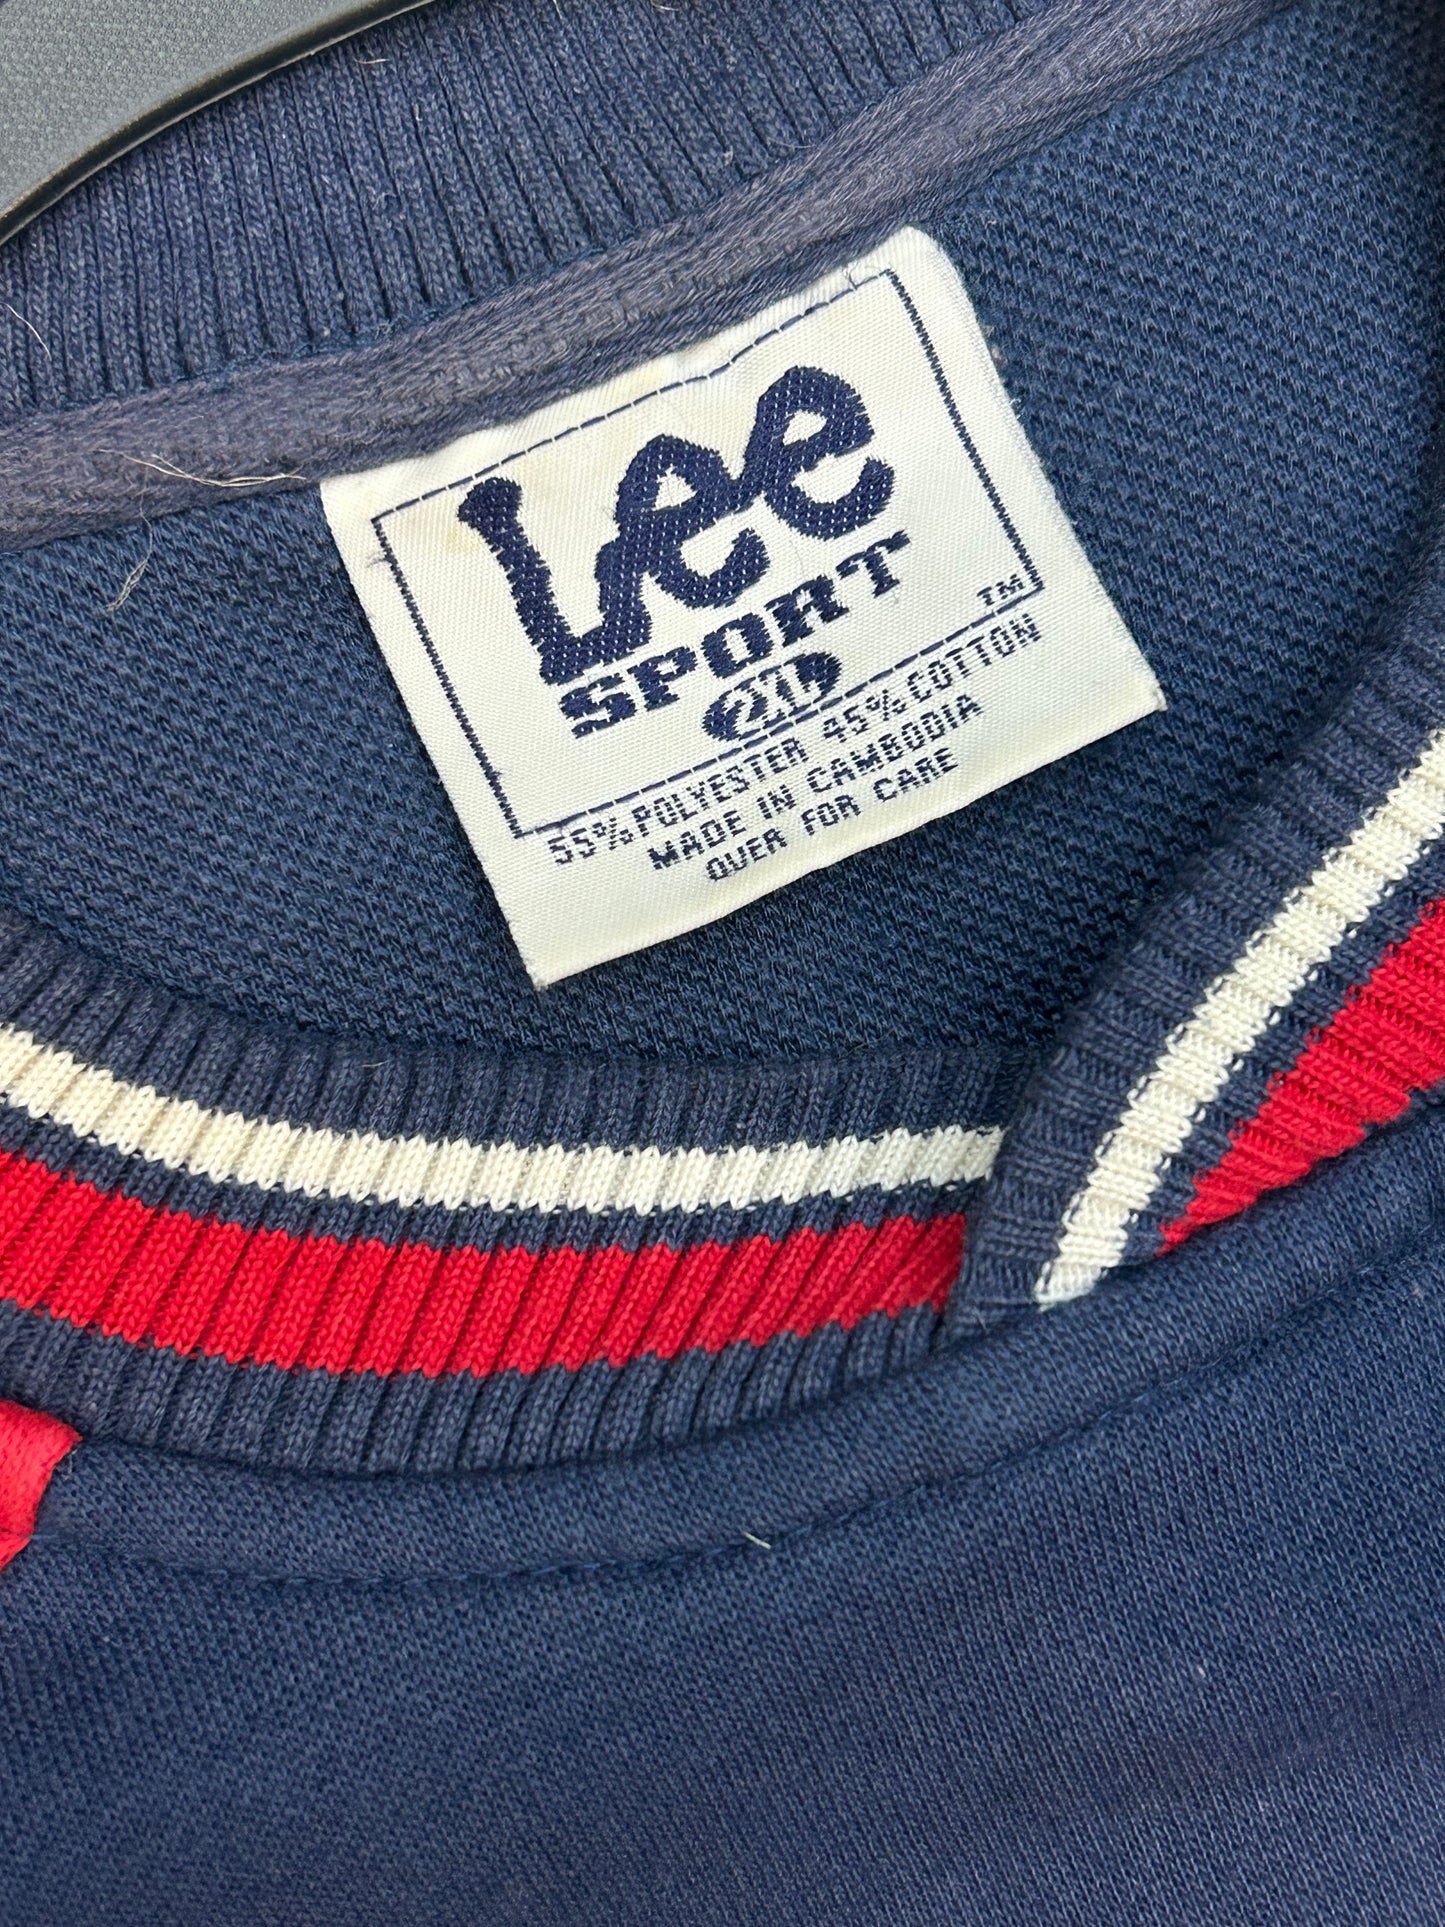 Lee
SPORT
TM
2XL
55% POLYESTER 45% COTTON
MADE IN CAMBODIA
OVER FOR CARE